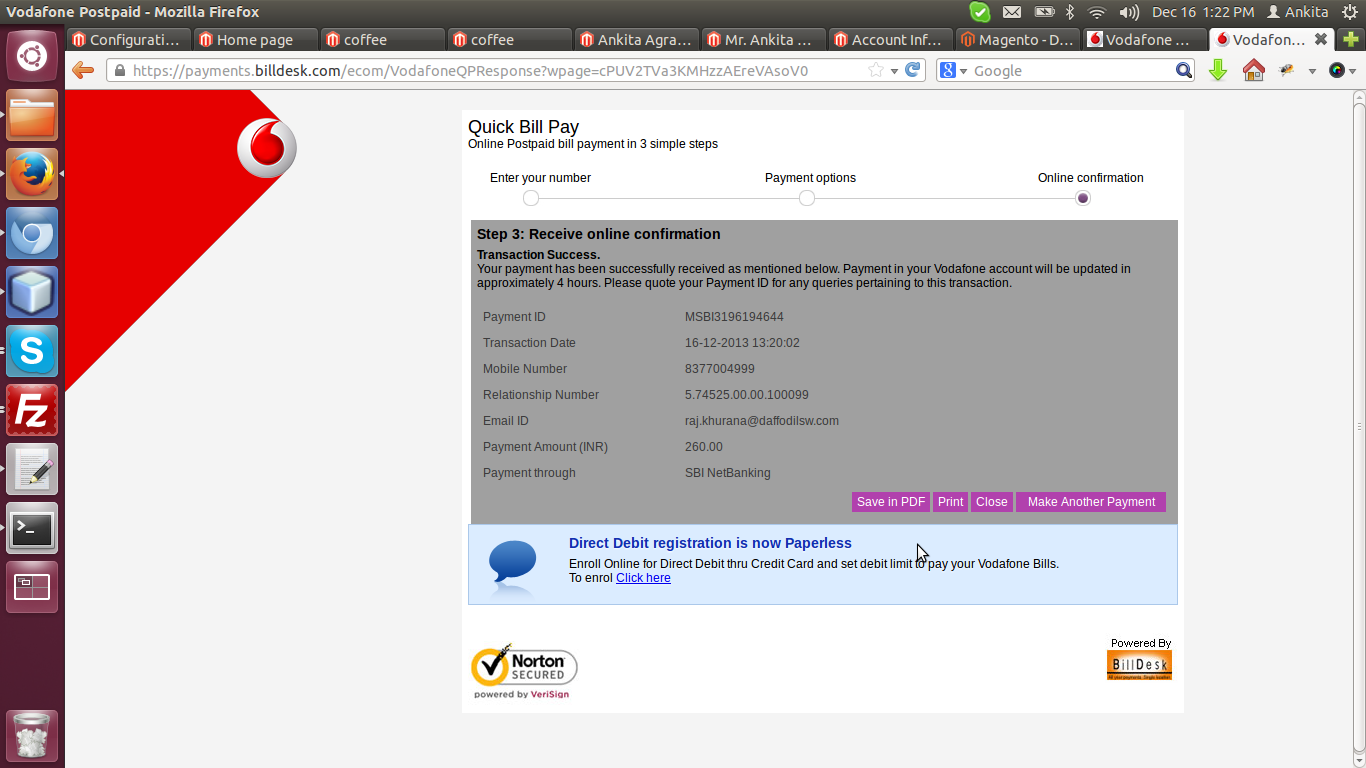 Vodafone Postpaid - Mozilla Firefox
Dec 16 1:22 PM Ankita
Configurati... Home page coffee coffee Ankita Agra... Mr. Ankita ... Account Inf... Magento - D... Vodafone ... Vodafon...
https://payments.billdesk.com/ecom/VodafoneQPResponse?wpage=cPUV2TVa3KMHzzAEreVAsoV0
Google
Quick Bill Pay
Online Postpaid bill payment in 3 simple steps
Enter your number Payment options Online confirmation
Step 3: Receive online confirmation
Transaction Success.
Your payment has been successfully received as mentioned below. Payment in your Vodafone account will be updated in
approximately 4 hours. Please quote your Payment ID for any queries pertaining to this transaction.
Payment ID MSBI3196194644
Transaction Date 16-12-2013 13:20:02
Mobile Number 8377004999
Relationship Number 5.74525.00.00.100099
Email ID raj.khurana@daffodilsw.com
Payment Amount (INR) 260.00
Payment through SBI NetBanking
Save in PDF Print Close Make Another Payment
Direct Debit registration is now Paperless
Enroll Online for Direct Debit thru Credit Card and set debit limit to pay your Vodafone Bills.
To enrol Click here
Norton
SECURED
powered by VeriSign
Powered By
BillDesk